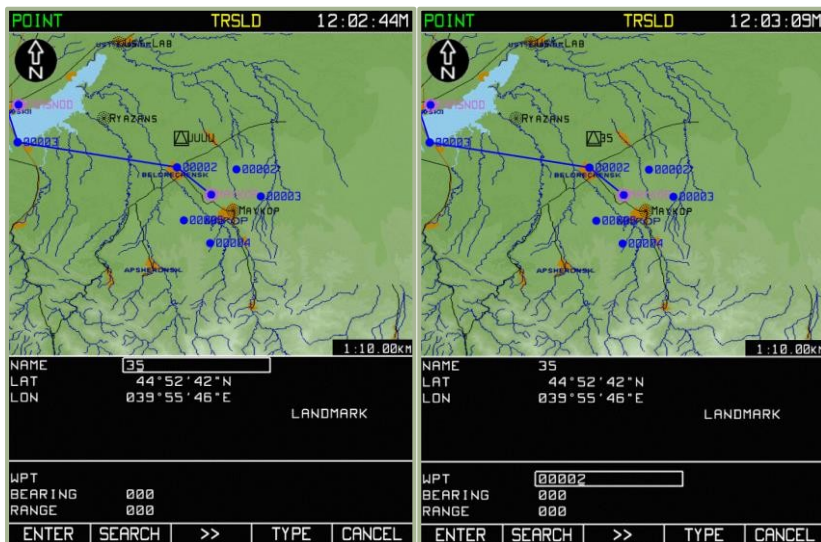 POINT TRSLD 12:02:44M
N
LAB
RYAZANS
00003
UUUU
00002
00002
BELORECHENSK
00003
MAYKOP
00004
APSHERONSK
1:10.00KM
NAME 35
LAT 44°52'42"N
LON 039°55'46"E
LANDMARK
WPT
BEARING 000
RANGE 000
ENTER SEARCH >> TYPE CANCEL
POINT TRSLD 12:03:09M
N
LAB
RYAZANS
00003
35
00002
00002
BELORECHENSK
00003
MAYKOP
00004
APSHERONSK
1:10.00KM
NAME 35
LAT 44°52'42"N
LON 039°55'46"E
LANDMARK
WPT 00002
BEARING 000
RANGE 000
ENTER SEARCH >> TYPE CANCEL